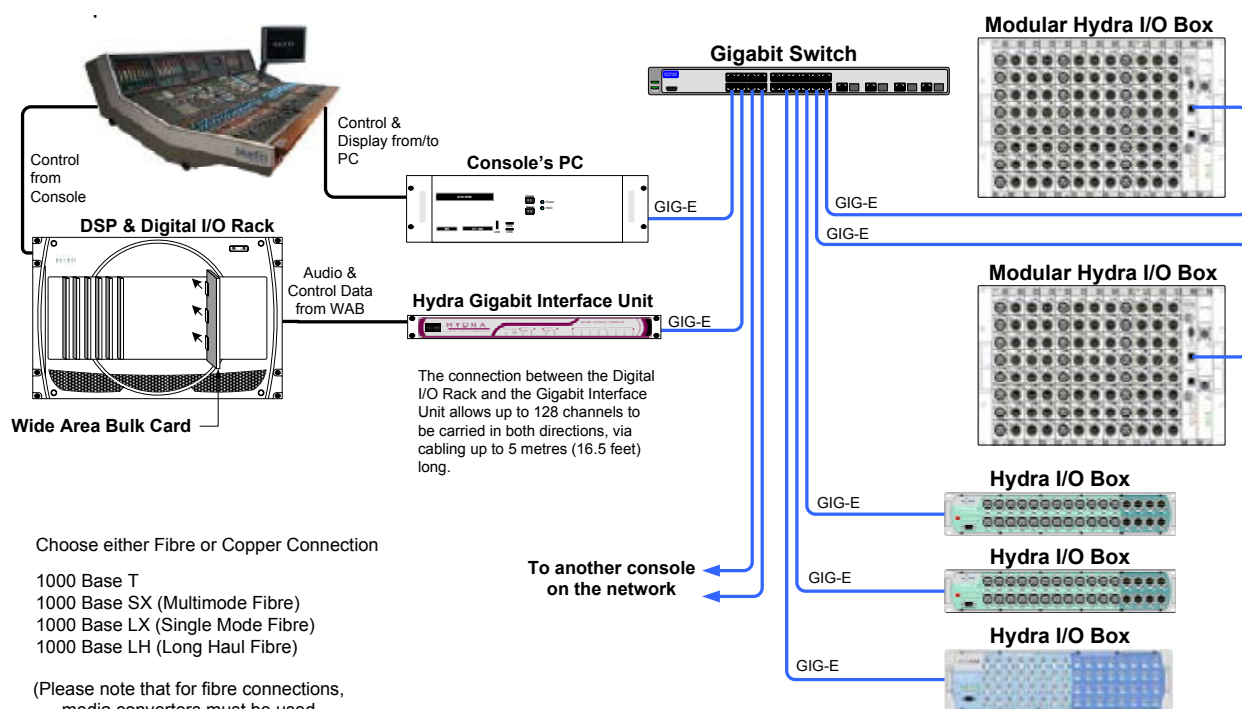 Modular Hydra I/O Box
Gigabit Switch
Control &
Display from/to
PC
Control
from
Console
Console's PC
GIG-E
GIG-E
GIG-E
DSP & Digital I/O Rack
Audio &
Control Data
from WAB
Hydra Gigabit Interface Unit
HYDRA
GIG-E
Modular Hydra I/O Box
The connection between the Digital
I/O Rack and the Gigabit Interface
Unit allows up to 128 channels to
be carried in both directions, via
cabling up to 5 metres (16.5 feet)
long.
Wide Area Bulk Card
Hydra I/O Box
GIG-E
Choose either Fibre or Copper Connection
1000 Base T
1000 Base SX (Multimode Fibre)
1000 Base LX (Single Mode Fibre)
1000 Base LH (Long Haul Fibre)
To another console
on the network
Hydra I/O Box
GIG-E
Hydra I/O Box
GIG-E
(Please note that for fibre connections,
media converters must be used